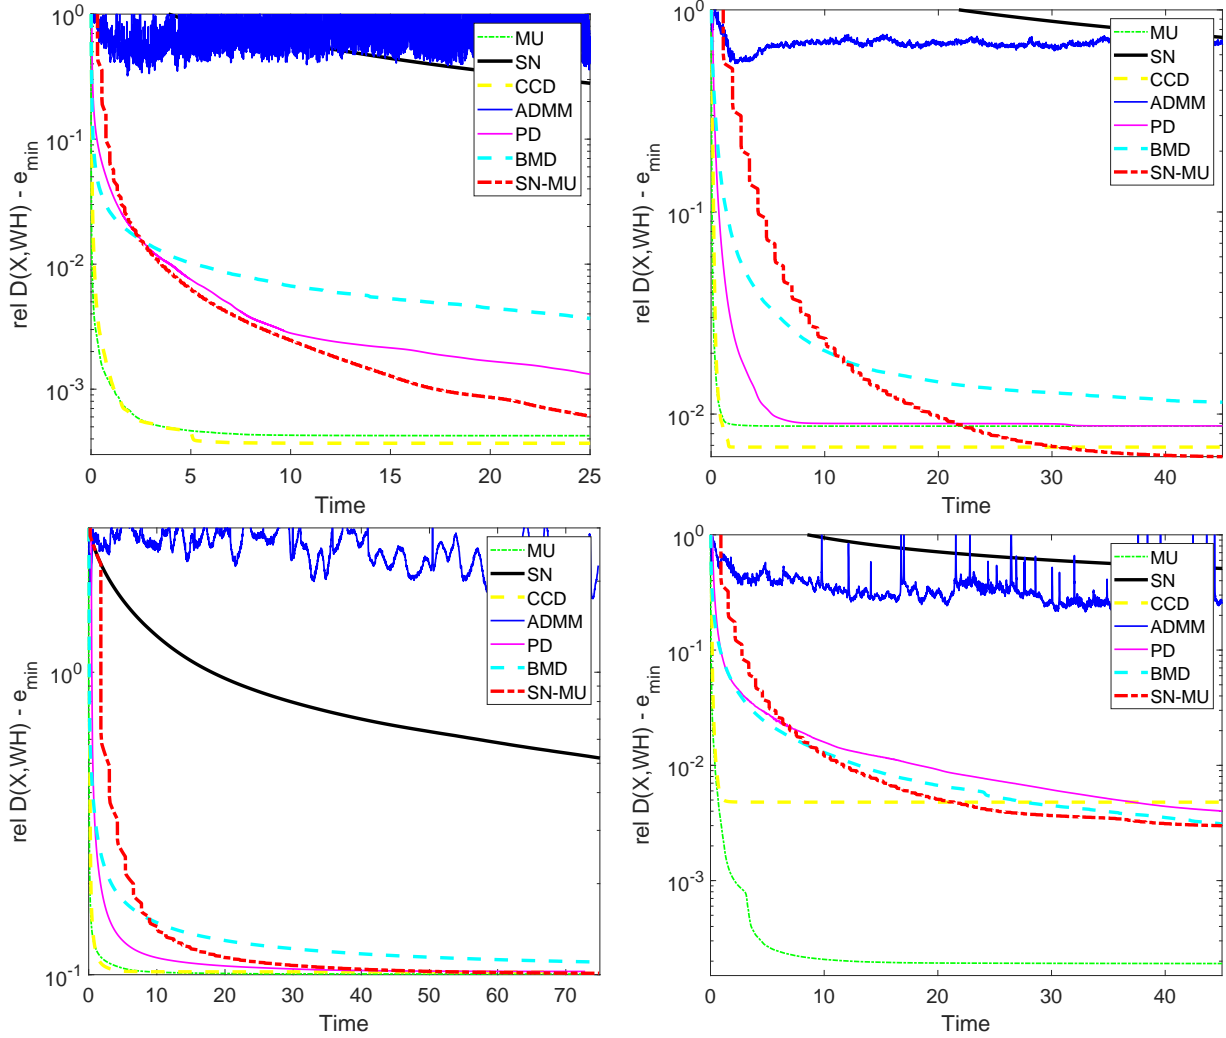 rel D(X,WH) - e_min
10^0
10^-1
10^-2
10^-3
0 5 10 15 20 25
Time
MU
SN
CCD
ADMM
PD
BMD
SN-MU
rel D(X,WH) - e_min
10^0
10^-1
10^-2
0 10 20 30 40
Time
MU
SN
CCD
ADMM
PD
BMD
SN-MU
rel D(X,WH) - e_min
10^0
10^-1
0 10 20 30 40 50 60 70
Time
MU
SN
CCD
ADMM
PD
BMD
SN-MU
rel D(X,WH) - e_min
10^0
10^-1
10^-2
10^-3
0 10 20 30 40
Time
MU
SN
CCD
ADMM
PD
BMD
SN-MU